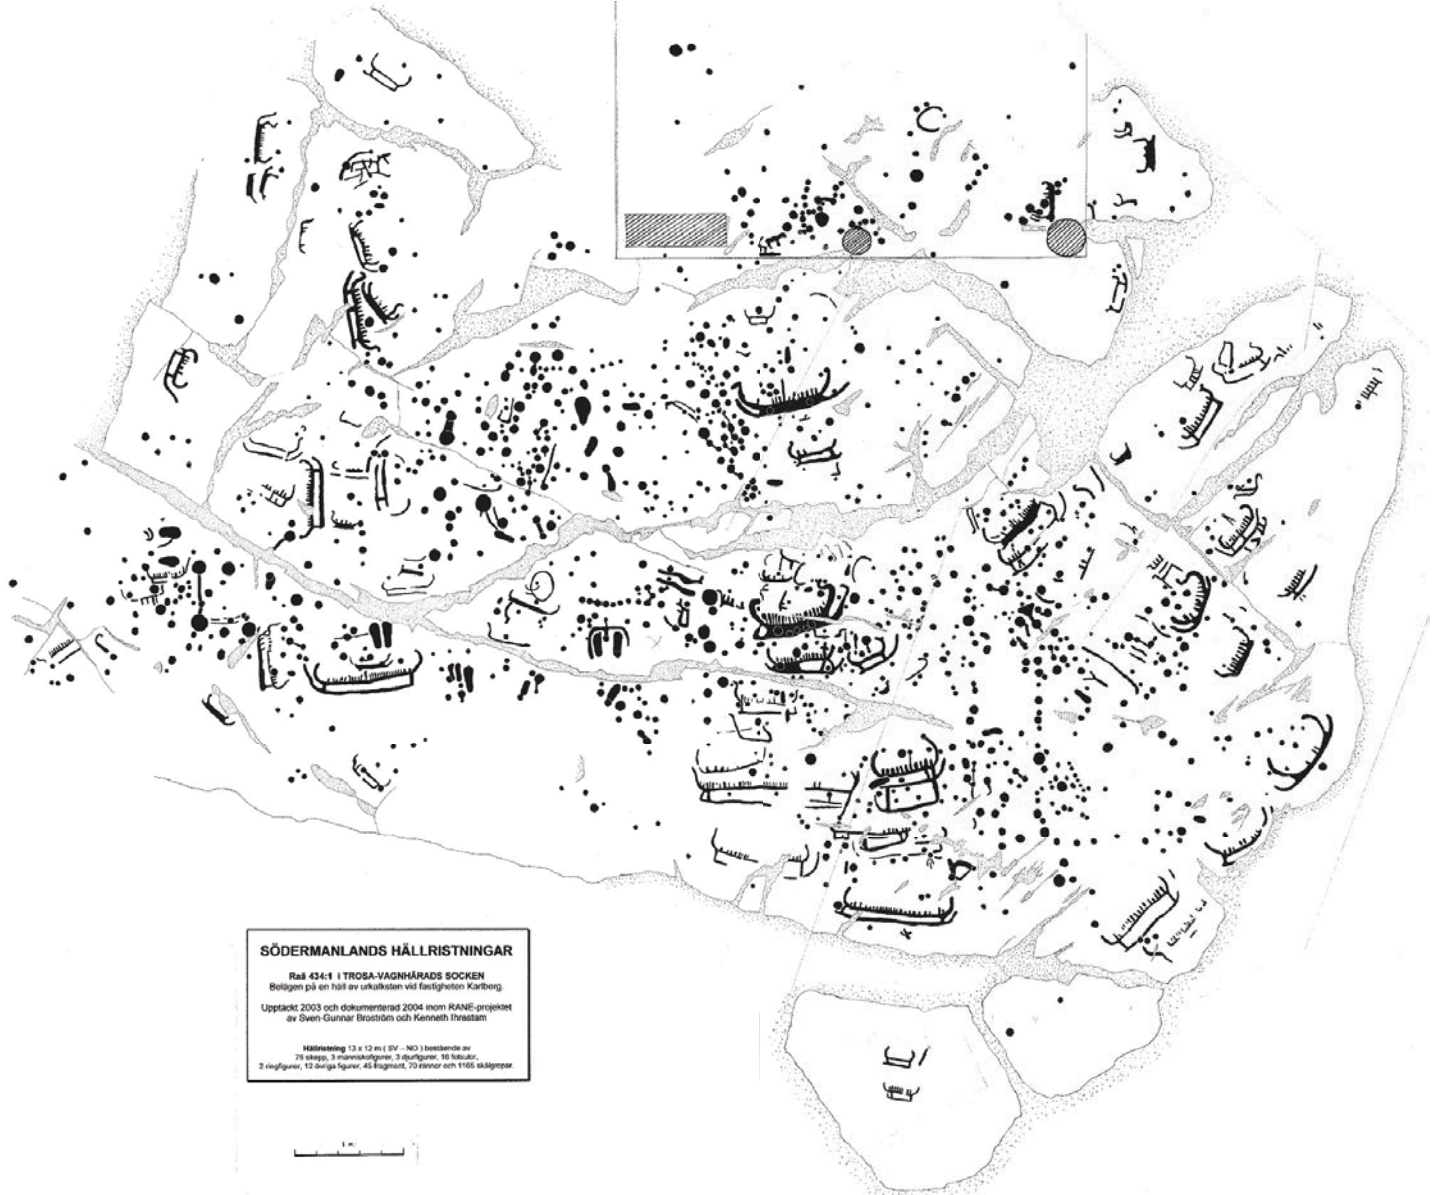 SÖDERMANLANDS HÄLLRISTNINGAR
Raä 434:1 I TROSA-VAGNHÄRADS SOCKEN
Belägen på en häll av urkalksten vid fastigheten Karlberg.
Upptäckt 2003 och dokumenterad 2004 inom RANE-projektet
av Sven-Gunnar Broström och Kenneth Ihrestam
Hällristning 13 x 12 m ( SV – NO ) bestående av
76 skepp, 3 människofigurer, 3 djurfigurer, 16 fotsulor,
2 ringfigurer, 12 övriga figurer, 45 fragment, 70 rännor och 1165 skålgropar.
1 m